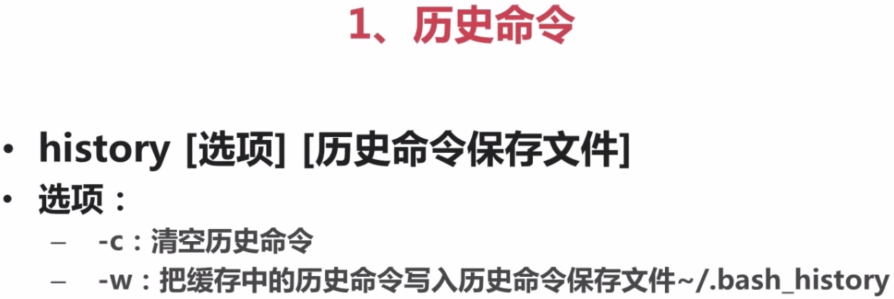 1、历史命令
• history [选项] [历史命令保存文件]
• 选项：
– -c：清空历史命令
– -w：把缓存中的历史命令写入历史命令保存文件~/.bash_history